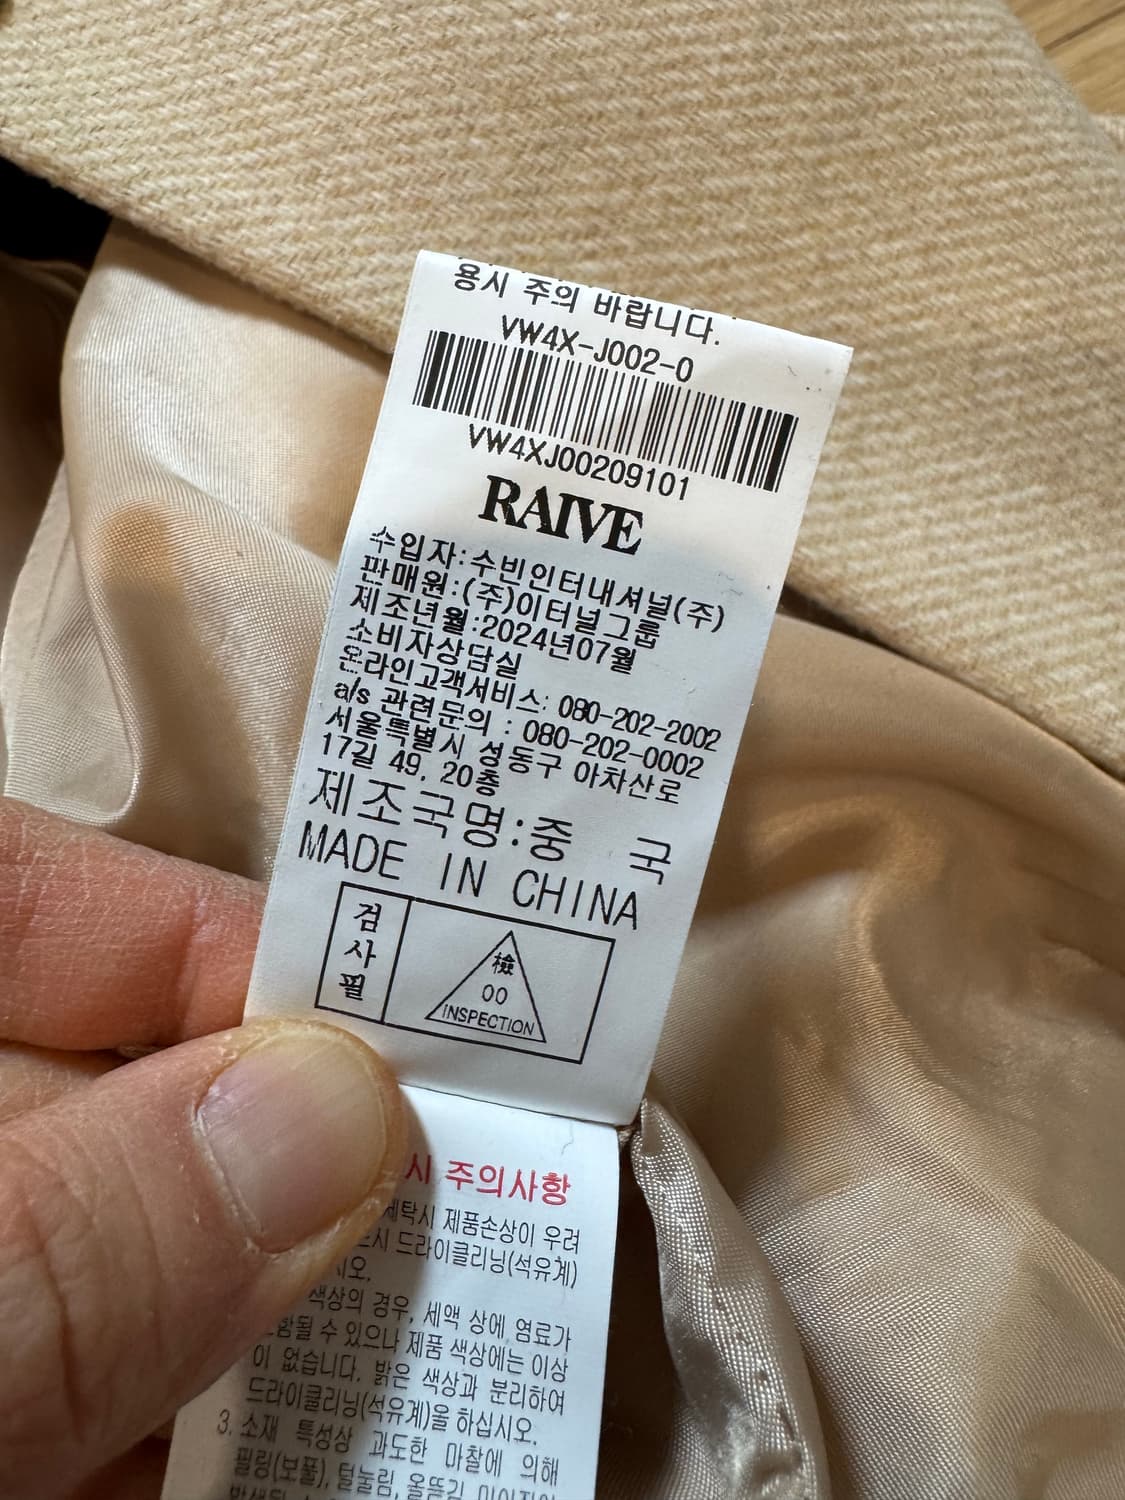 용시 주의 바랍니다.
VW4X-J002-0
VW4XJ00209101
RAIVE
수입자:수빈인터내셔널(주)
판매원:(주)이터널그룹
제조년월:2024년07월
소비자상담실
온라인고객서비스: 080-202-2002
a/s 관련문의 : 080-202-0002
서울특별시 성동구 아차산로
17길 49, 20층
제조국명:중 국
MADE IN CHINA
검사필
檢
00
INSPECTION
시 주의사항
세탁시 제품손상이 우려
드라이클리닝(석유계)
색상의 경우, 세액 상에 염료가
수 있으나 제품 색상에는 이상
이 없습니다. 밝은 색상과 분리하여
드라이클리닝(석유계)을 하십시오.
3. 소재 특성상 과도한 마찰에 의해
필링(보풀), 털눌림, 올뜯김